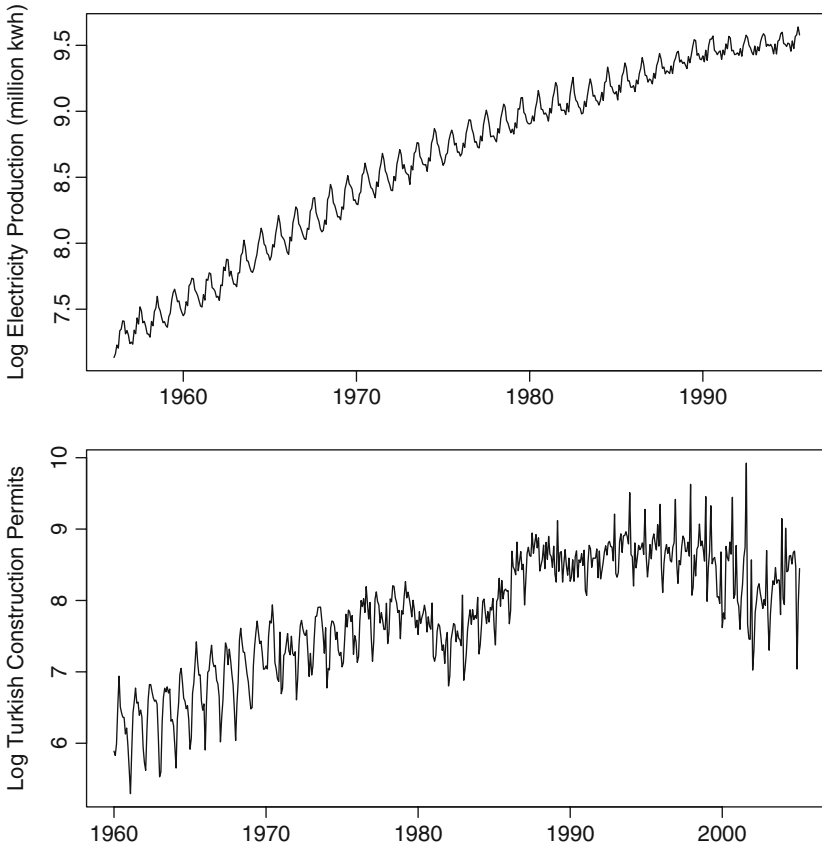 Log Electricity Production (million kwh)
9.5
9.0
8.5
8.0
7.5
1960 1970 1980 1990
Log Turkish Construction Permits
10
9
8
7
6
1960 1970 1980 1990 2000